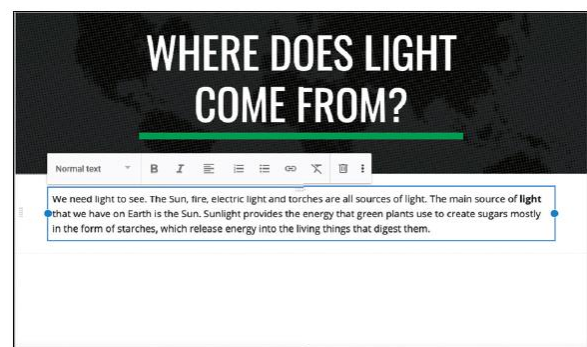 WHERE DOES LIGHT
COME FROM?
Normal text B I
We need light to see. The Sun, fire, electric light and torches are all sources of light. The main source of light
that we have on Earth is the Sun. Sunlight provides the energy that green plants use to create sugars mostly
in the form of starches, which release energy into the living things that digest them.